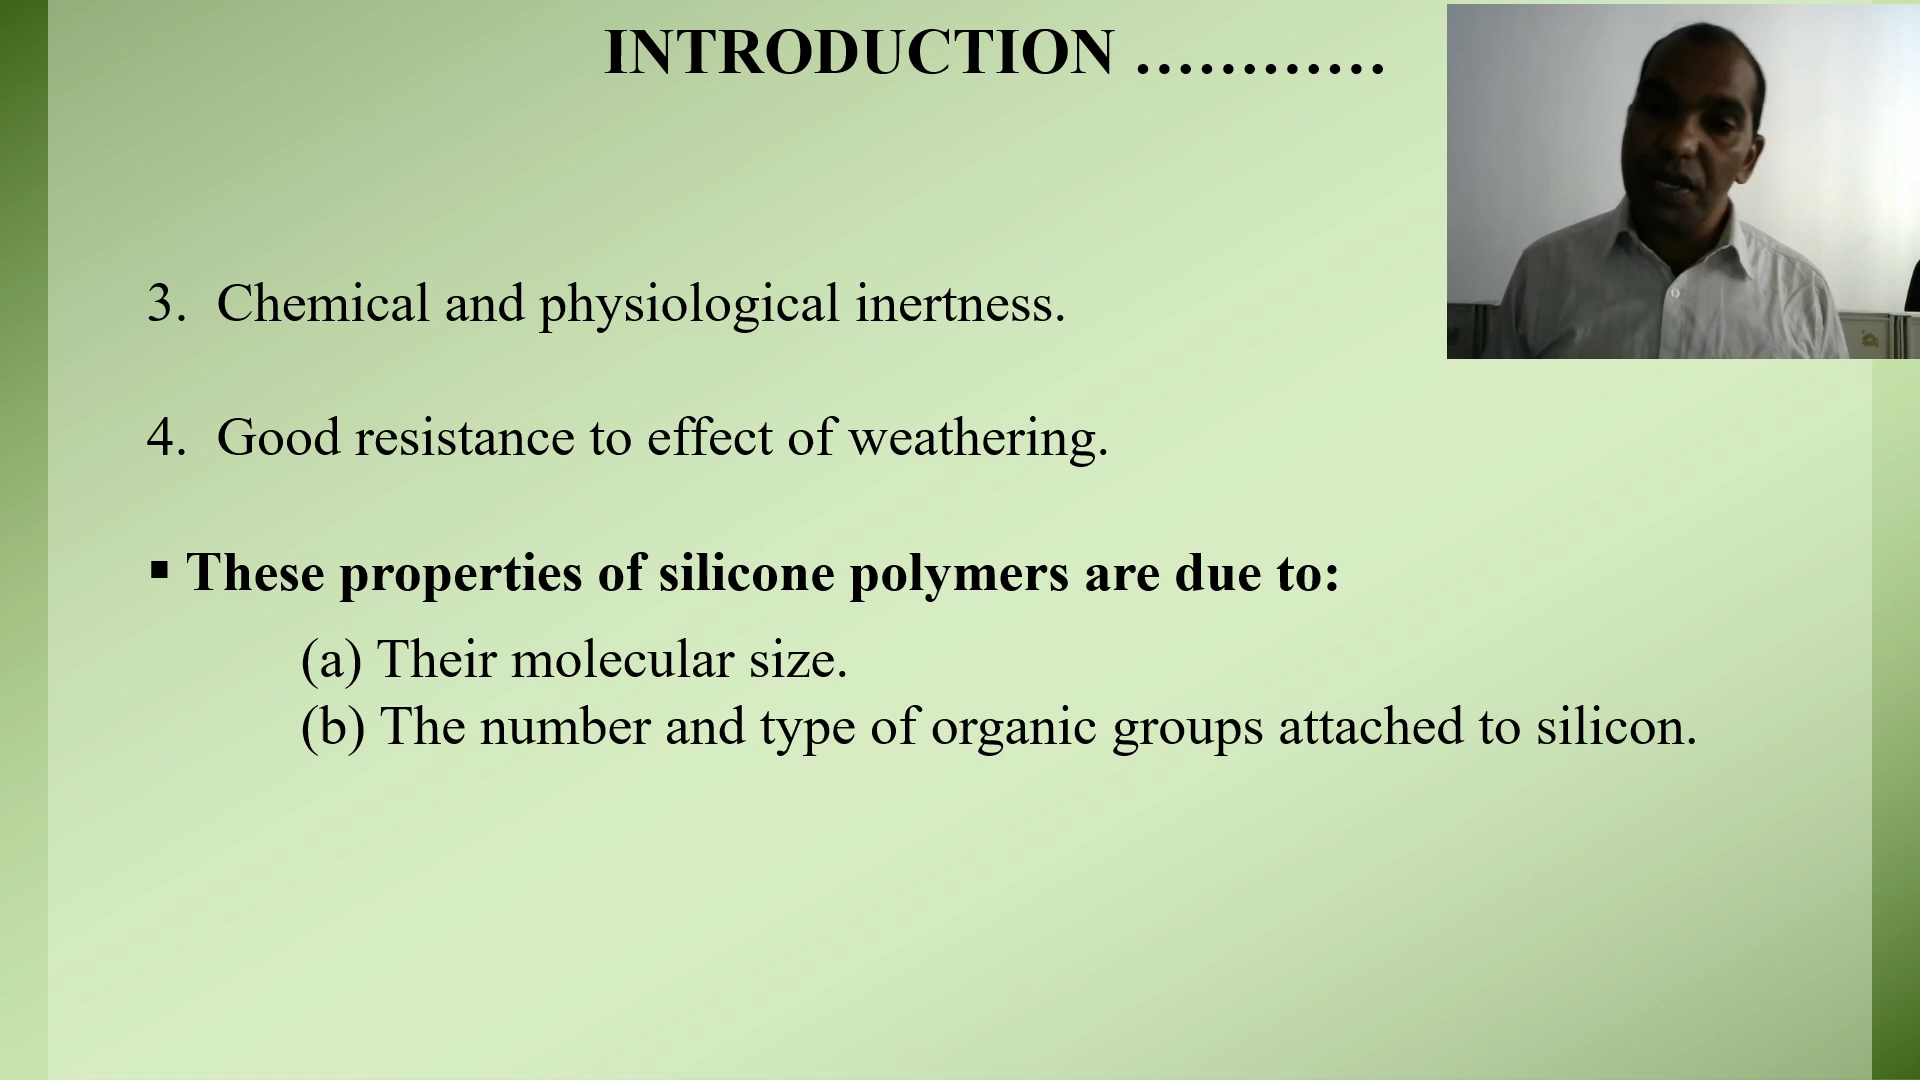 INTRODUCTION …………
3. Chemical and physiological inertness.
4. Good resistance to effect of weathering.
▪ These properties of silicone polymers are due to:
(a) Their molecular size.
(b) The number and type of organic groups attached to silicon.